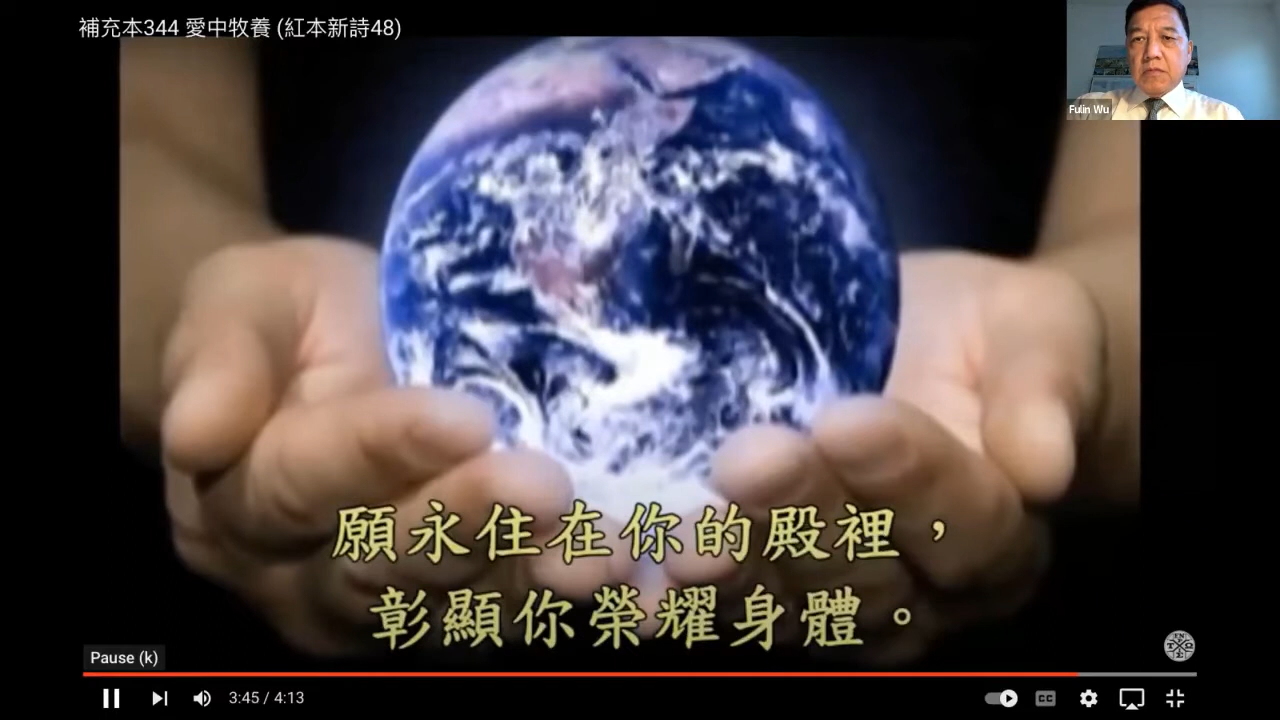 補充本344 愛中牧養 (紅本新詩48)
Fulin Wu
願永住在你的殿裡，
彰顯你榮耀身體。
Pause (k)
3:45 / 4:13
CC